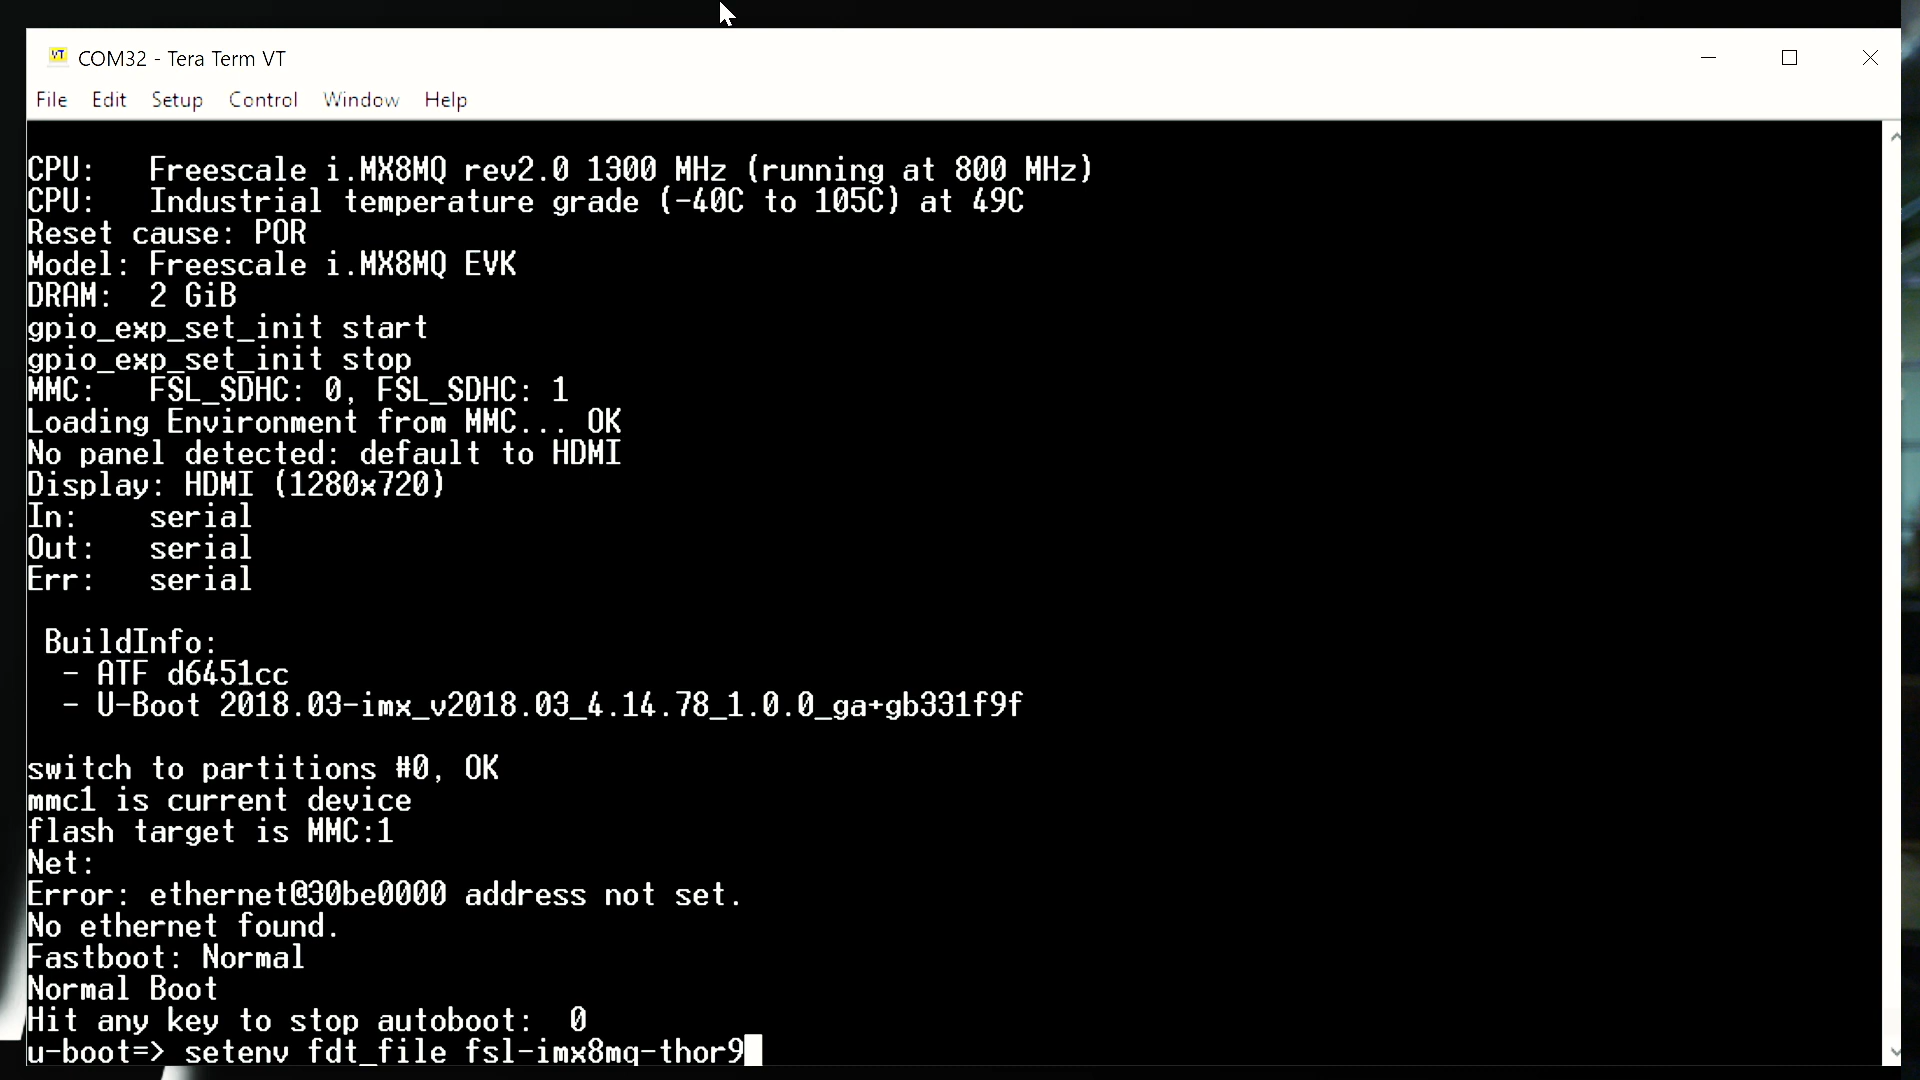 VT COM32 - Tera Term VT
File Edit Setup Control Window Help
CPU:   Freescale i.MX8MQ rev2.0 1300 MHz (running at 800 MHz)
CPU:   Industrial temperature grade (-40C to 105C) at 49C
Reset cause: POR
Model: Freescale i.MX8MQ EVK
DRAM:  2 GiB
gpio_exp_set_init start
gpio_exp_set_init stop
MMC:   FSL_SDHC: 0, FSL_SDHC: 1
Loading Environment from MMC... OK
No panel detected: default to HDMI
Display: HDMI (1280x720)
In:    serial
Out:   serial
Err:   serial
BuildInfo:
- ATF d6451cc
- U-Boot 2018.03-imx_v2018.03_4.14.78_1.0.0_ga+gb331f9f
switch to partitions #0, OK
mmc1 is current device
flash target is MMC:1
Net:
Error: ethernet@30be0000 address not set.
No ethernet found.
Fastboot: Normal
Normal Boot
Hit any key to stop autoboot:  0
u-boot=> setenv fdt_file fsl-imx8mq-thor9